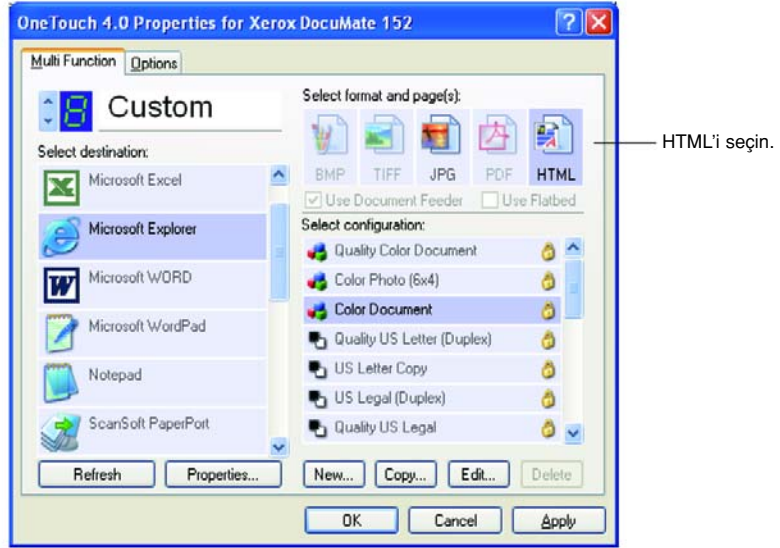 OneTouch 4.0 Properties for Xerox DocuMate 152
Multi Function
Options
8
Custom
Select destination:
Microsoft Excel
Microsoft Explorer
Microsoft WORD
Microsoft WordPad
Notepad
ScanSoft PaperPort
Refresh
Properties...
Select format and page(s):
BMP
TIFF
JPG
PDF
HTML
Use Document Feeder
Use Flatbed
Select configuration:
Quality Color Document
Color Photo (6x4)
Color Document
Quality US Letter (Duplex)
US Letter Copy
US Legal (Duplex)
Quality US Legal
New...
Copy...
Edit...
Delete
OK
Cancel
Apply
HTML'i seçin.